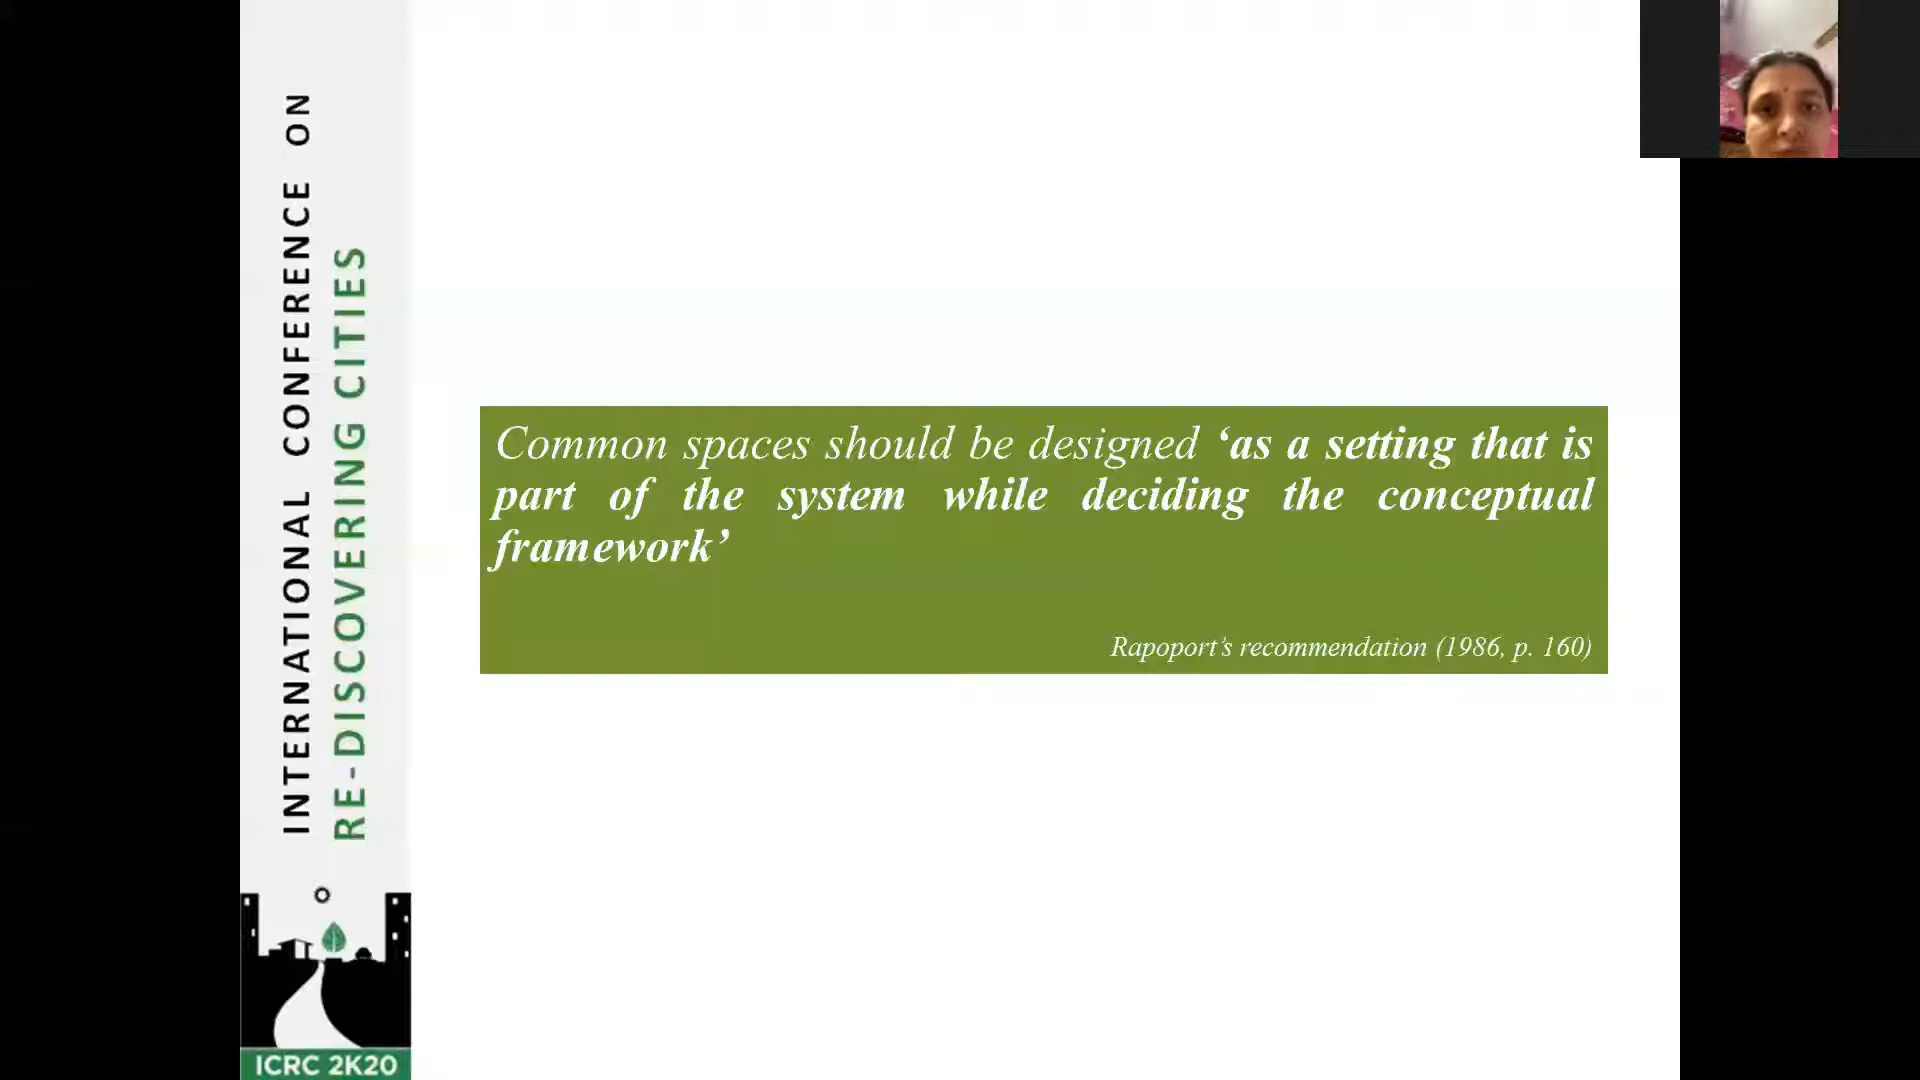 INTERNATIONAL CONFERENCE ON
RE-DISCOVERING CITIES
ICRC 2K20
Common spaces should be designed ‘as a setting that is
part of the system while deciding the conceptual
framework’
Rapoport’s recommendation (1986, p. 160)